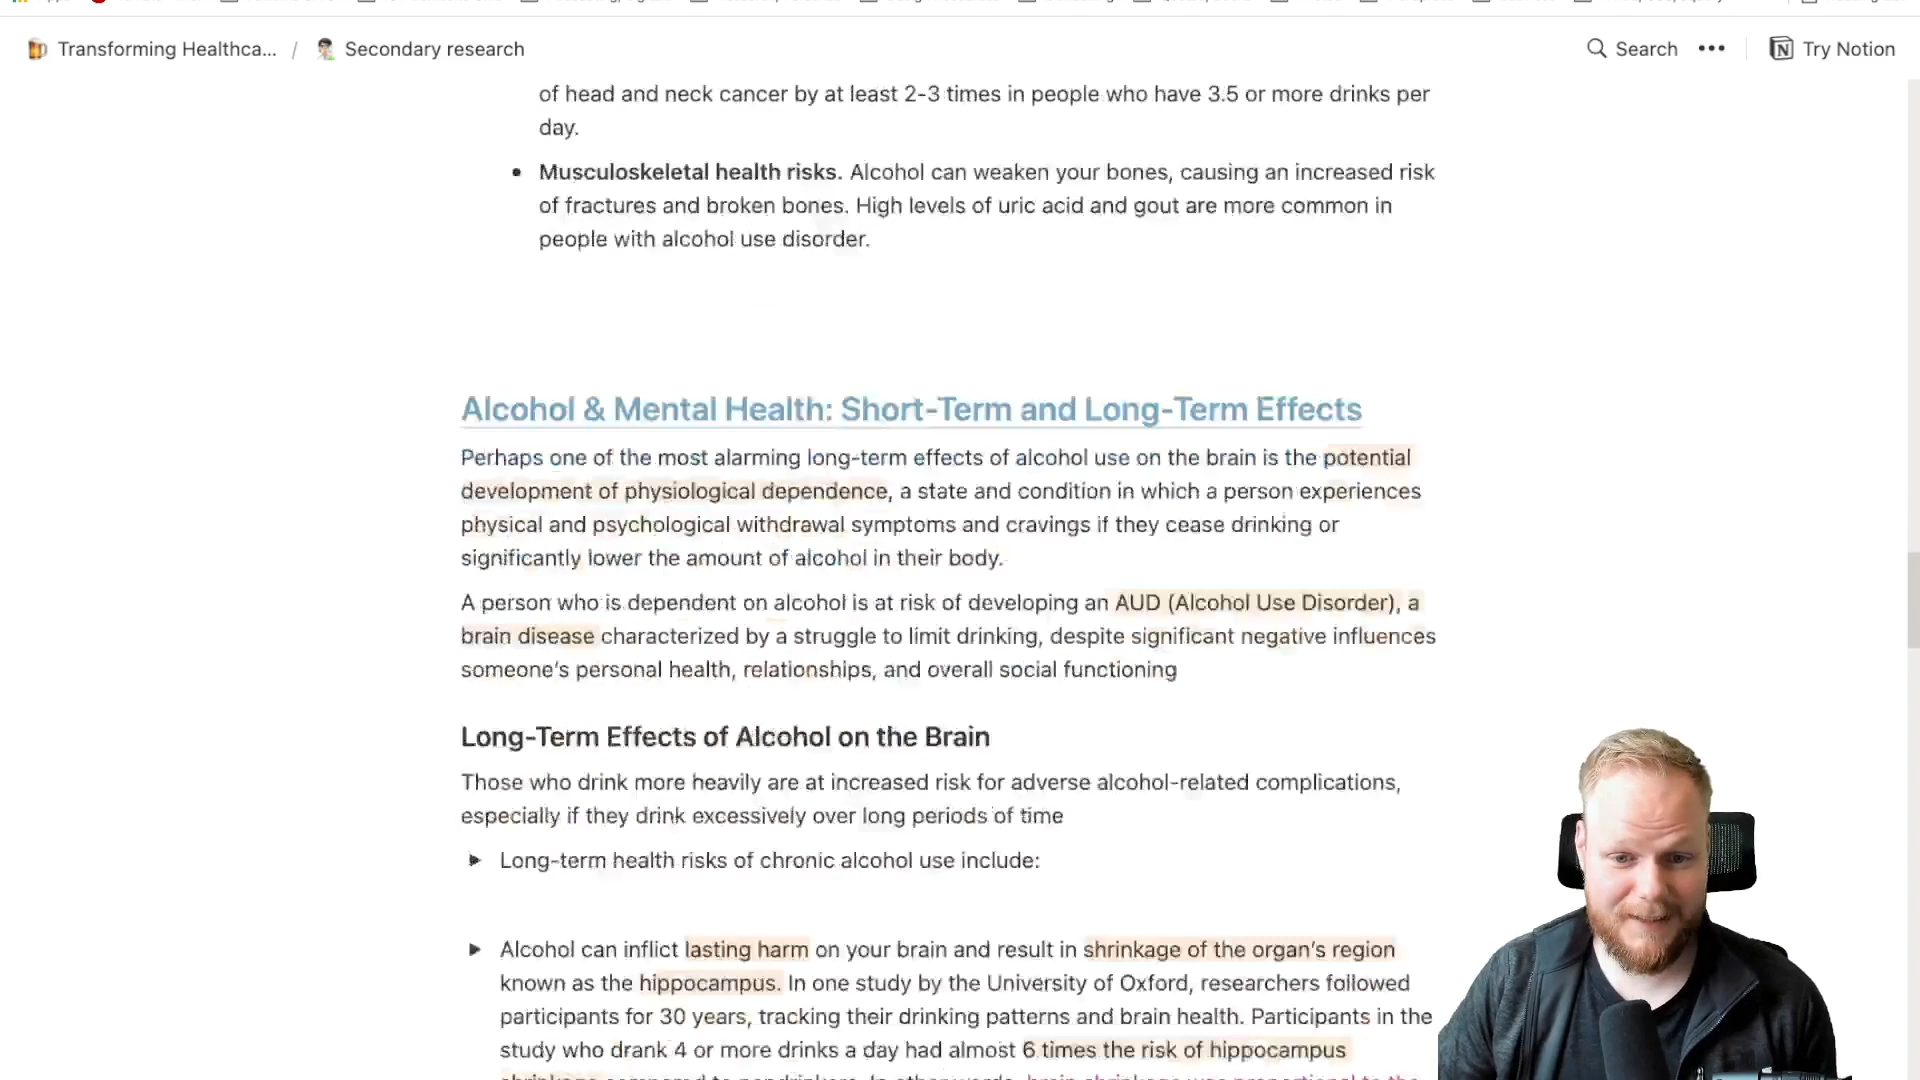 Transforming Healthca... / Secondary research Search ••• Try Notion
of head and neck cancer by at least 2-3 times in people who have 3.5 or more drinks per
day.
• Musculoskeletal health risks. Alcohol can weaken your bones, causing an increased risk
of fractures and broken bones. High levels of uric acid and gout are more common in
people with alcohol use disorder.
Alcohol & Mental Health: Short-Term and Long-Term Effects
Perhaps one of the most alarming long-term effects of alcohol use on the brain is the potential
development of physiological dependence, a state and condition in which a person experiences
physical and psychological withdrawal symptoms and cravings if they cease drinking or
significantly lower the amount of alcohol in their body.
A person who is dependent on alcohol is at risk of developing an AUD (Alcohol Use Disorder), a
brain disease characterized by a struggle to limit drinking, despite significant negative influences
someone's personal health, relationships, and overall social functioning
Long-Term Effects of Alcohol on the Brain
Those who drink more heavily are at increased risk for adverse alcohol-related complications,
especially if they drink excessively over long periods of time
Long-term health risks of chronic alcohol use include:
Alcohol can inflict lasting harm on your brain and result in shrinkage of the organ's region
known as the hippocampus. In one study by the University of Oxford, researchers followed
participants for 30 years, tracking their drinking patterns and brain health. Participants in the
study who drank 4 or more drinks a day had almost 6 times the risk of hippocampus